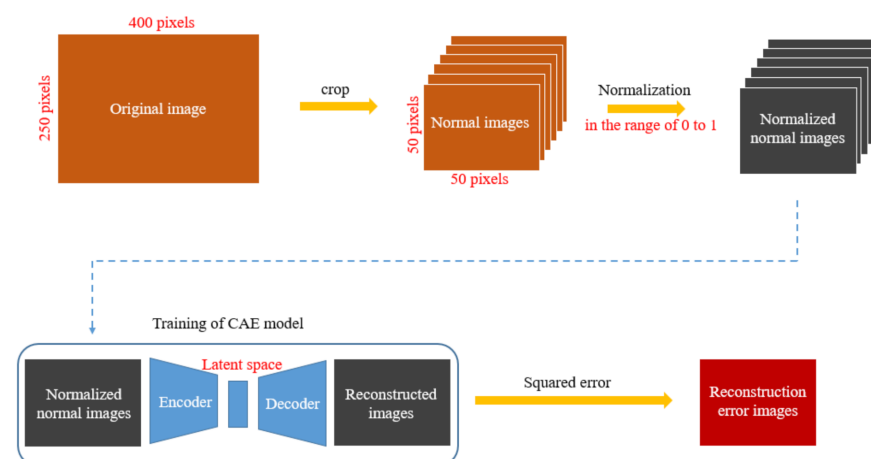 400 pixels
250 pixels
Original image
crop
50 pixels
Normal images
50 pixels
Normalization
in the range of 0 to 1
Normalized
normal images
Training of CAE model
Normalized
normal images
Encoder
Latent space
Decoder
Reconstructed
images
Squared error
Reconstruction
error images